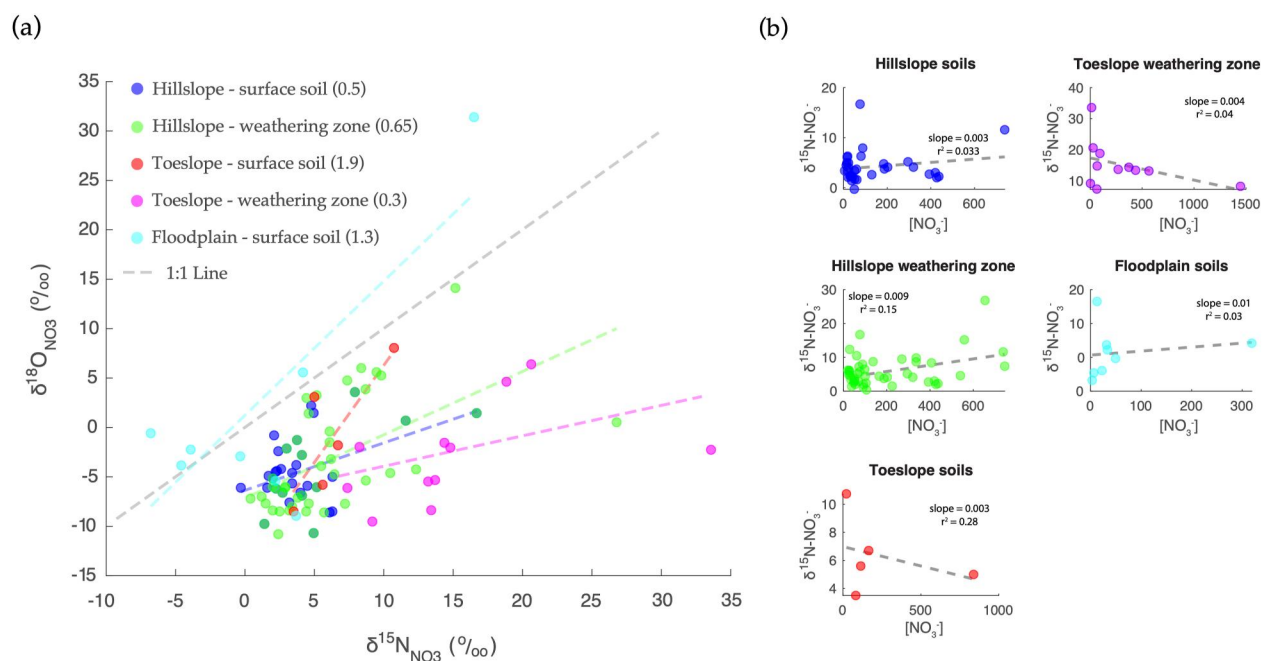 (a)
35
30
25
20
15
10
5
0
-5
-10
-15
-10
-5
0
5
10
15
20
25
30
35
δ¹⁸O_NO3 (⁰/₀₀)
δ¹⁵N_NO3 (⁰/₀₀)
Hillslope - surface soil (0.5)
Hillslope - weathering zone (0.65)
Toeslope - surface soil (1.9)
Toeslope - weathering zone (0.3)
Floodplain - surface soil (1.3)
1:1 Line
(b)
Hillslope soils
20
10
0
δ¹⁵N-NO₃⁻
slope = 0.003
r² = 0.033
0
200
400
600
[NO₃⁻]
Toeslope weathering zone
40
30
20
10
δ¹⁵N-NO₃⁻
slope = 0.004
r² = 0.04
0
500
1000
1500
[NO₃⁻]
Hillslope weathering zone
30
20
10
0
δ¹⁵N-NO₃⁻
slope = 0.009
r² = 0.15
0
200
400
600
[NO₃⁻]
Floodplain soils
20
10
0
0
δ¹⁵N-NO₃⁻
slope = 0.01
r² = 0.03
0
100
200
300
[NO₃⁻]
Toeslope soils
10
8
6
4
δ¹⁵N-NO₃⁻
slope = 0.003
r² = 0.28
0
500
1000
[NO₃⁻]